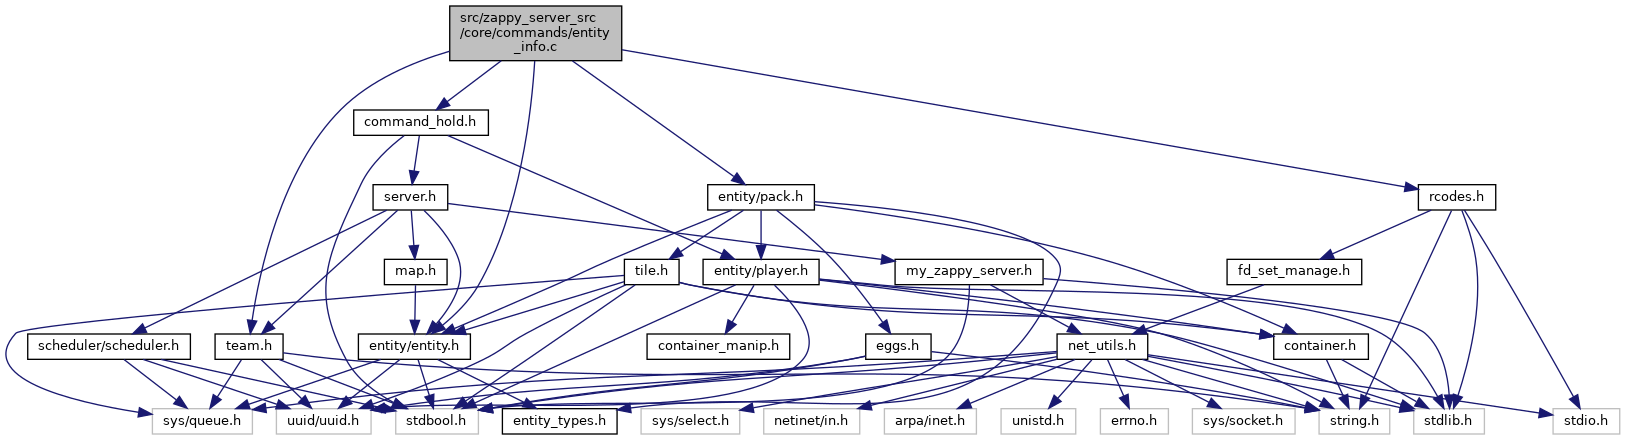 src/zappy_server_src
/core/commands/entity
_info.c
command_hold.h
server.h
entity/pack.h
rcodes.h
map.h
tile.h
entity/player.h
my_zappy_server.h
fd_set_manage.h
scheduler/scheduler.h
team.h
entity/entity.h
container_manip.h
eggs.h
net_utils.h
container.h
sys/queue.h
uuid/uuid.h
stdbool.h
entity_types.h
sys/select.h
netinet/in.h
arpa/inet.h
unistd.h
errno.h
sys/socket.h
string.h
stdlib.h
stdio.h